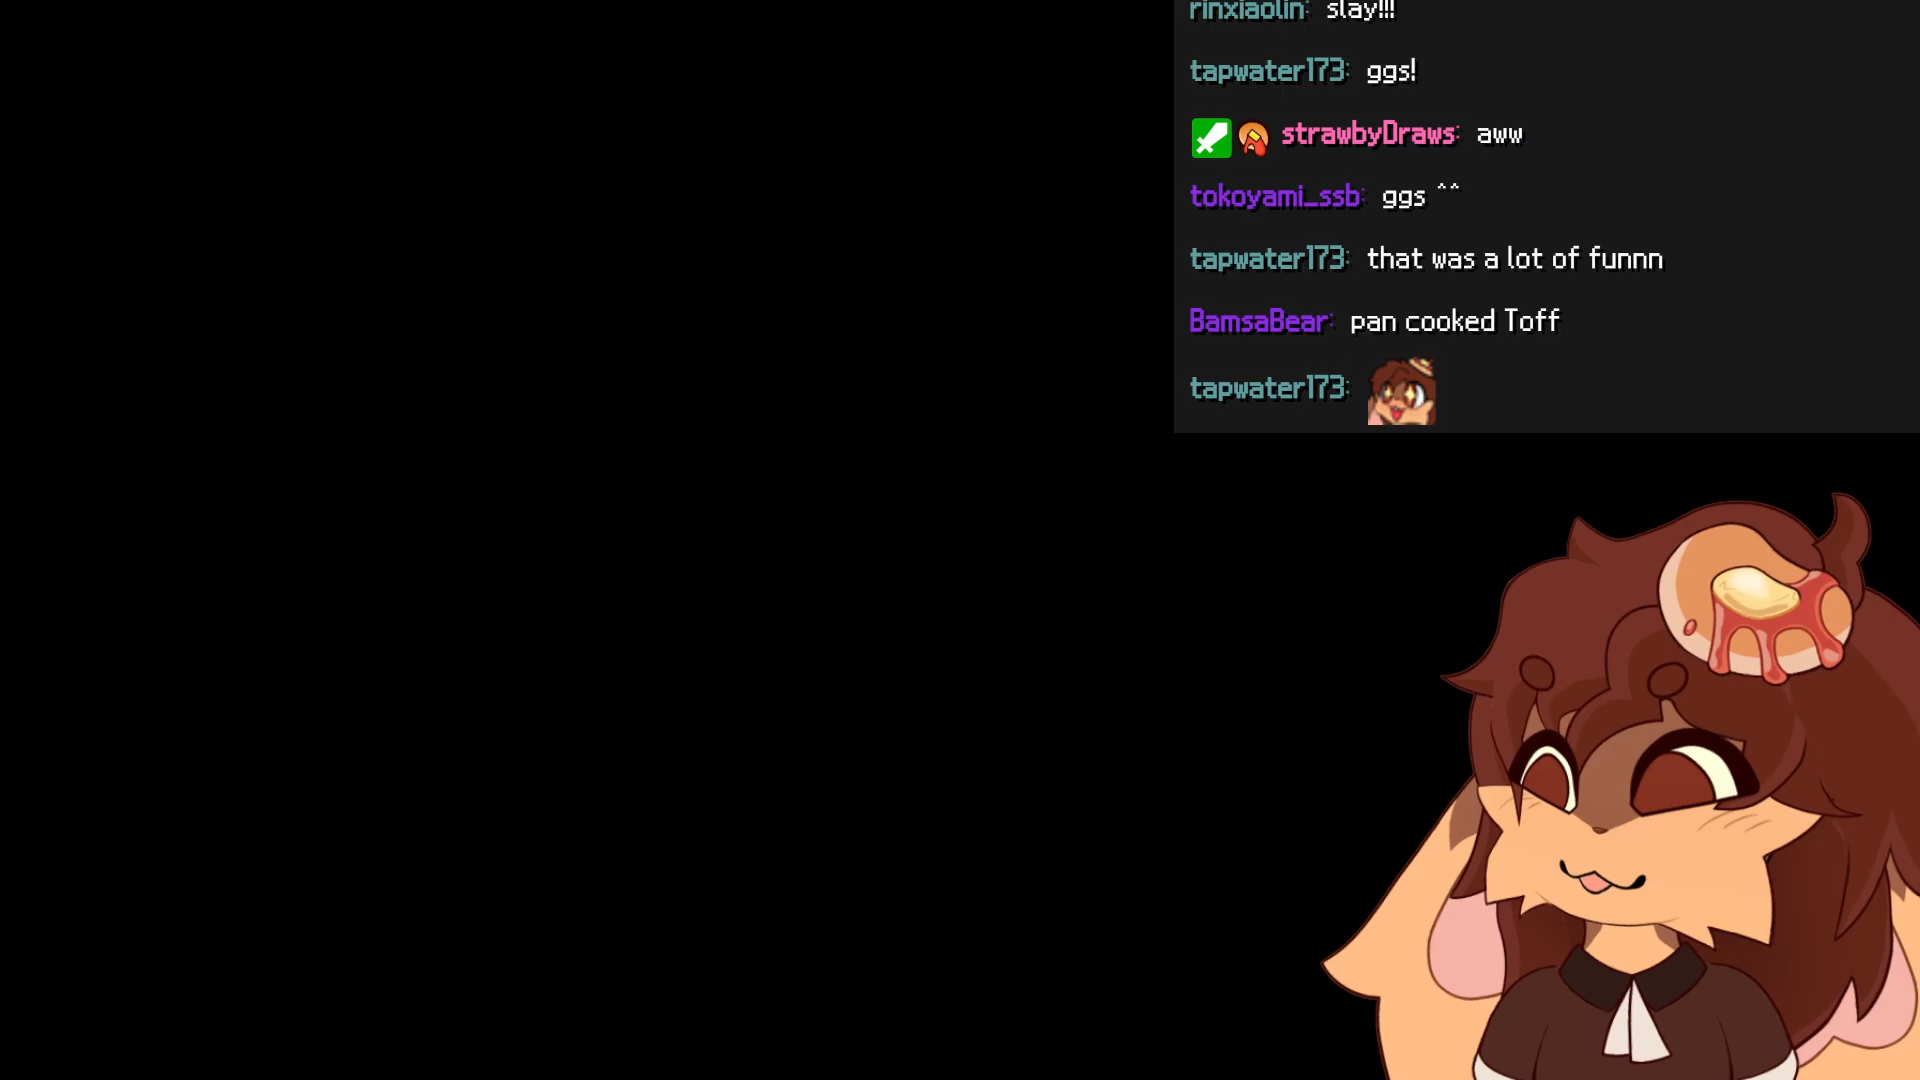 rinxiaolin: slay!!!
tapwater173: ggs!
strawbyDraws: aww
tokoyami_ssb: ggs ^^
tapwater173: that was a lot of funnn
BamsaBear: pan cooked Toff
tapwater173: